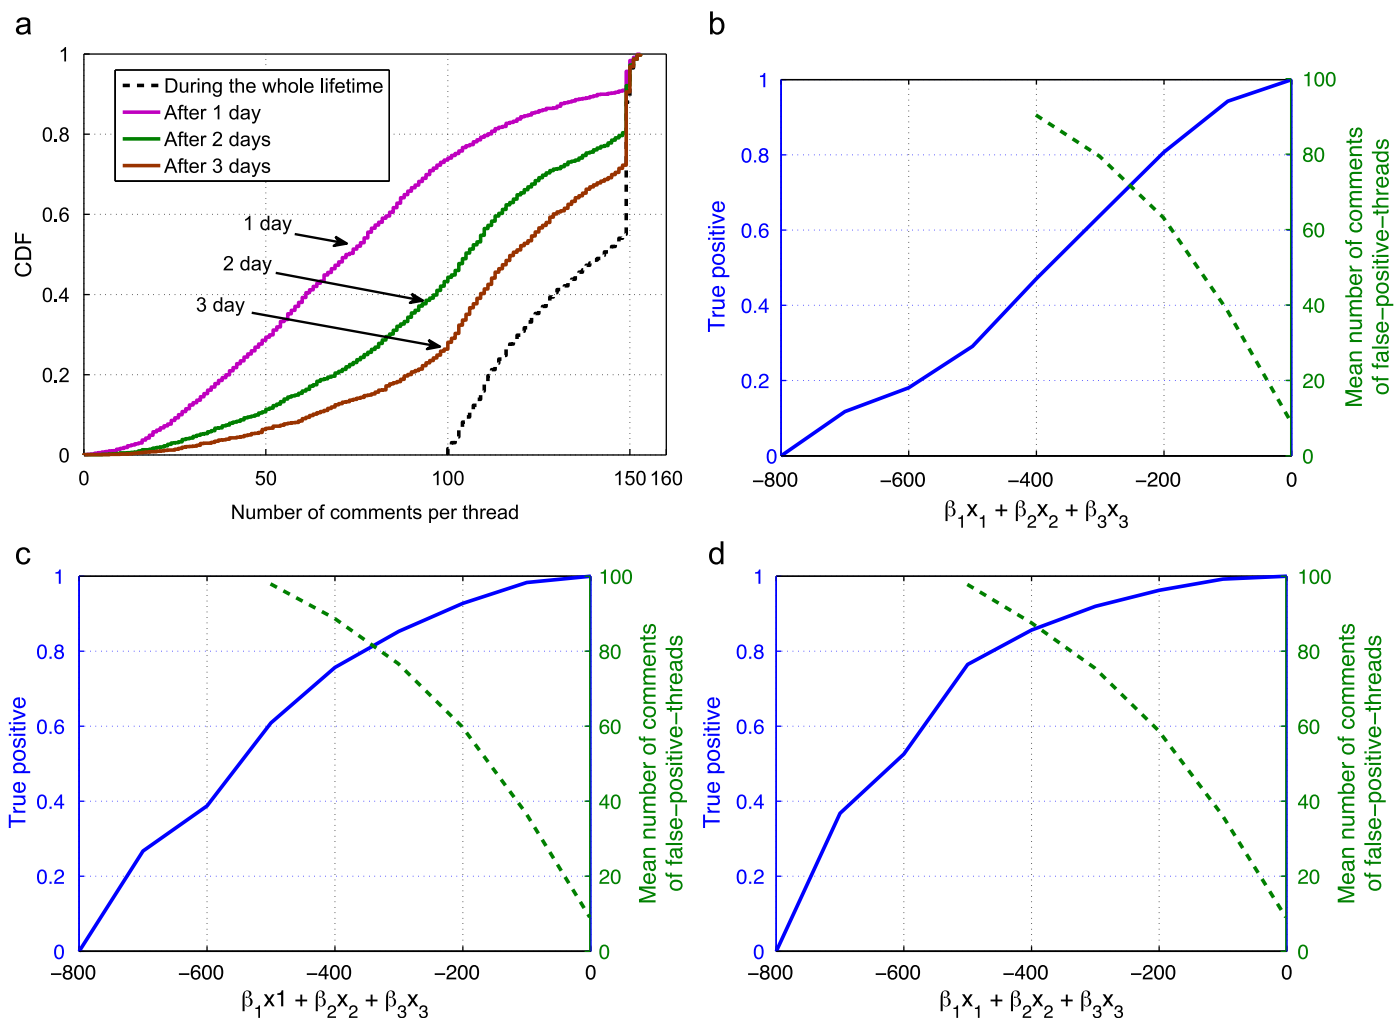 a
1
0.8
0.6
0.4
0.2
0
CDF
During the whole lifetime
After 1 day
After 2 days
After 3 days
1 day
2 day
3 day
0
50
100
150
160
Number of comments per thread
b
1
0.8
0.6
0.4
0.2
0
True positive
100
80
60
40
20
0
Mean number of comments
of false−positive−threads
−800
−600
−400
−200
0
β₁x₁ + β₂x₂ + β₃x₃
c
1
0.8
0.6
0.4
0.2
0
True positive
100
80
60
40
20
0
Mean number of comments
of false−positive−threads
−800
−600
−400
−200
0
β₁x1 + β₂x₂ + β₃x₃
d
1
0.8
0.6
0.4
0.2
0
True positive
100
80
60
40
20
0
Mean number of comments
of false−positive−threads
−800
−600
−400
−200
0
β₁x₁ + β₂x₂ + β₃x₃